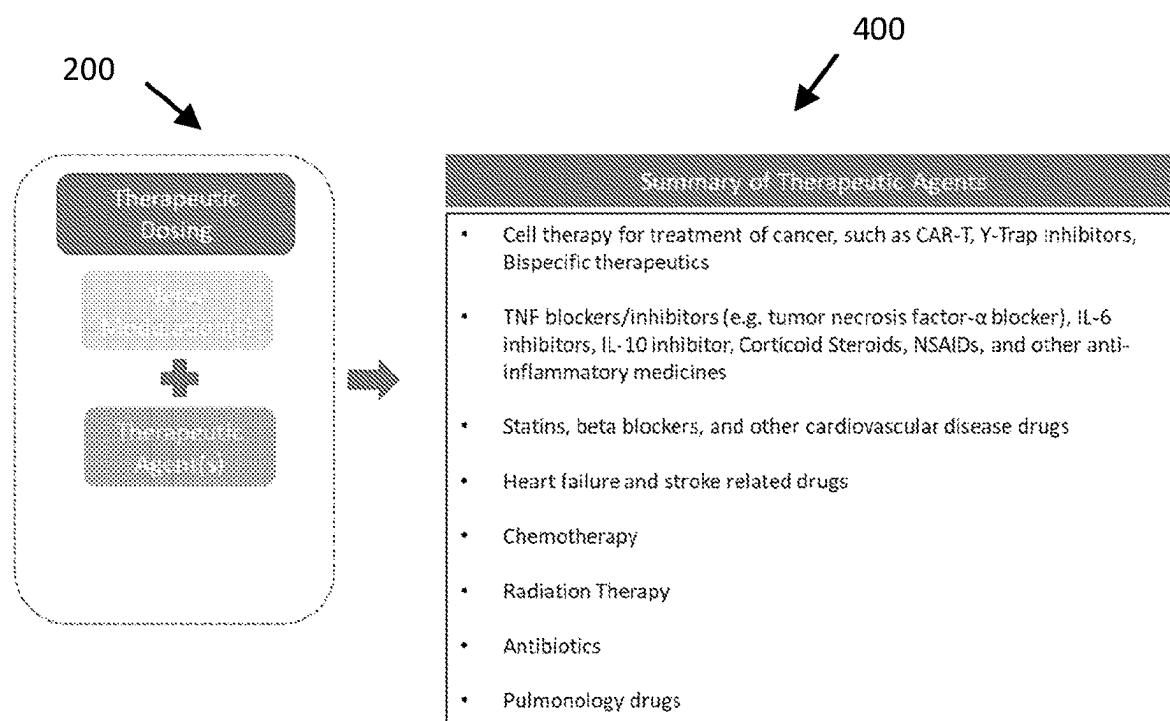 400
200
Therapeutic
Dosing
Therapeutic
Agent(s)
Summary of Therapeutic Agents
• Cell therapy for treatment of cancer, such as CAR-T, Y-Trap Inhibitors,
Bispecific therapeutics
• TNF blockers/inhibitors (e.g. tumor necrosis factor-α blocker), IL-6
inhibitors, IL-10 inhibitor, Corticoid Steroids, NSAIDs, and other anti-
inflammatory medicines
• Statins, beta blockers, and other cardiovascular disease drugs
• Heart failure and stroke related drugs
• Chemotherapy
• Radiation Therapy
• Antibiotics
• Pulmonology drugs